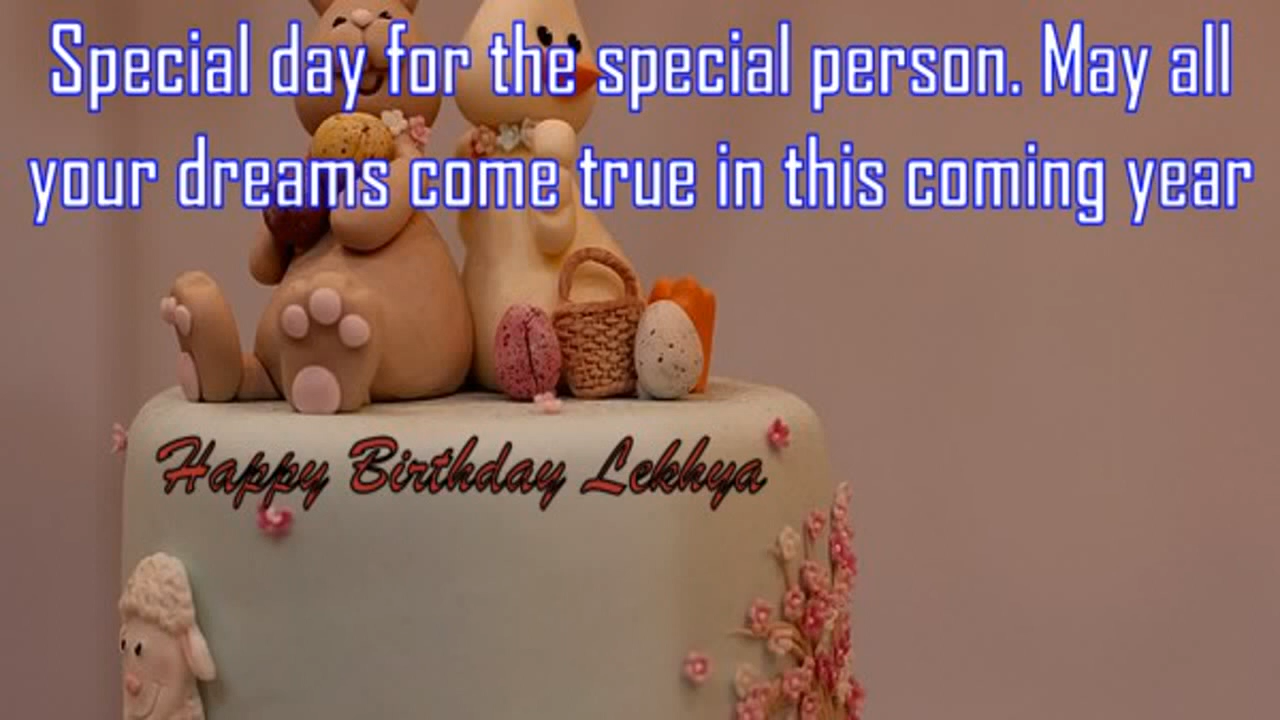 Special day for the special person. May all
your dreams come true in this coming year
Happy Birthday Lekhya